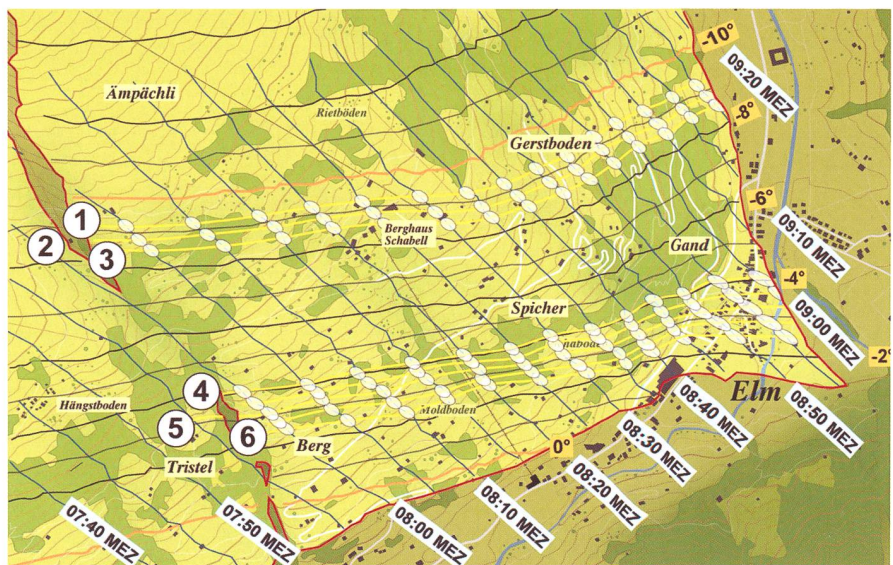 -10°
09:20 MEZ
Ämpächli
Rietböden
-8°
Gerstboden
-6°
1
Berghaus
Schabell
2
3
Gand
09:10 MEZ
-4°
Spicher
09:00 MEZ
-2°
4
Elm
Hängstboden
Moldboden
08:50 MEZ
5
6
08:40 MEZ
Berg
0°
08:30 MEZ
Tristel
08:20 MEZ
08:10 MEZ
07:40 MEZ
07:50 MEZ
08:00 MEZ